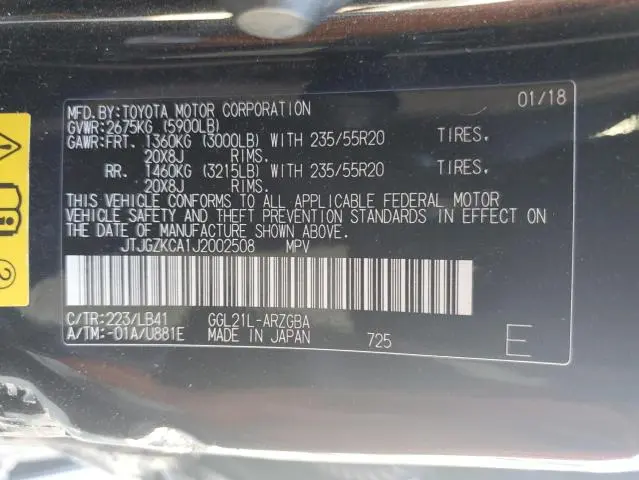 MFD.BY:TOYOTA MOTOR CORPORATION 01/18
GVWR:2675KG (5900LB)
GAWR:FRT. 1360KG (3000LB) WITH 235/55R20 TIRES.
20X8J RIMS.
RR. 1460KG (3215LB) WITH 235/55R20 TIRES.
20X8J RIMS.
THIS VEHICLE CONFORMS TO ALL APPLICABLE FEDERAL MOTOR
VEHICLE SAFETY AND THEFT PREVENTION STANDARDS IN EFFECT ON
THE DATE OF MANUFACTURE SHOWN ABOVE.
JTJGZKCA1J2002508 MPV
C/TR:223/LB41 GGL21L-ARZGBA
A/TM:-01A/U881E MADE IN JAPAN 725
E
2